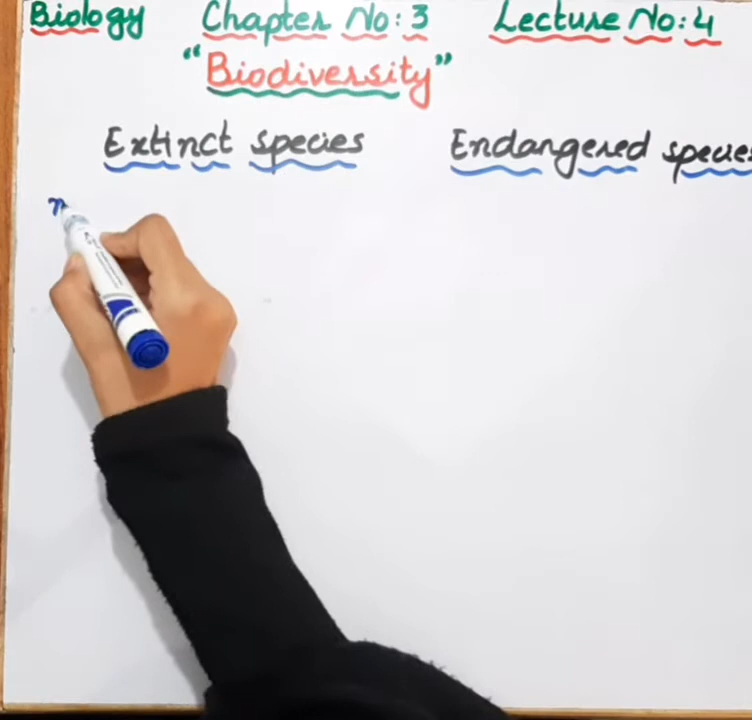 Biology Chapter No: 3 Lecture No: 4
"Biodiversity"
Extinct species Endangered species